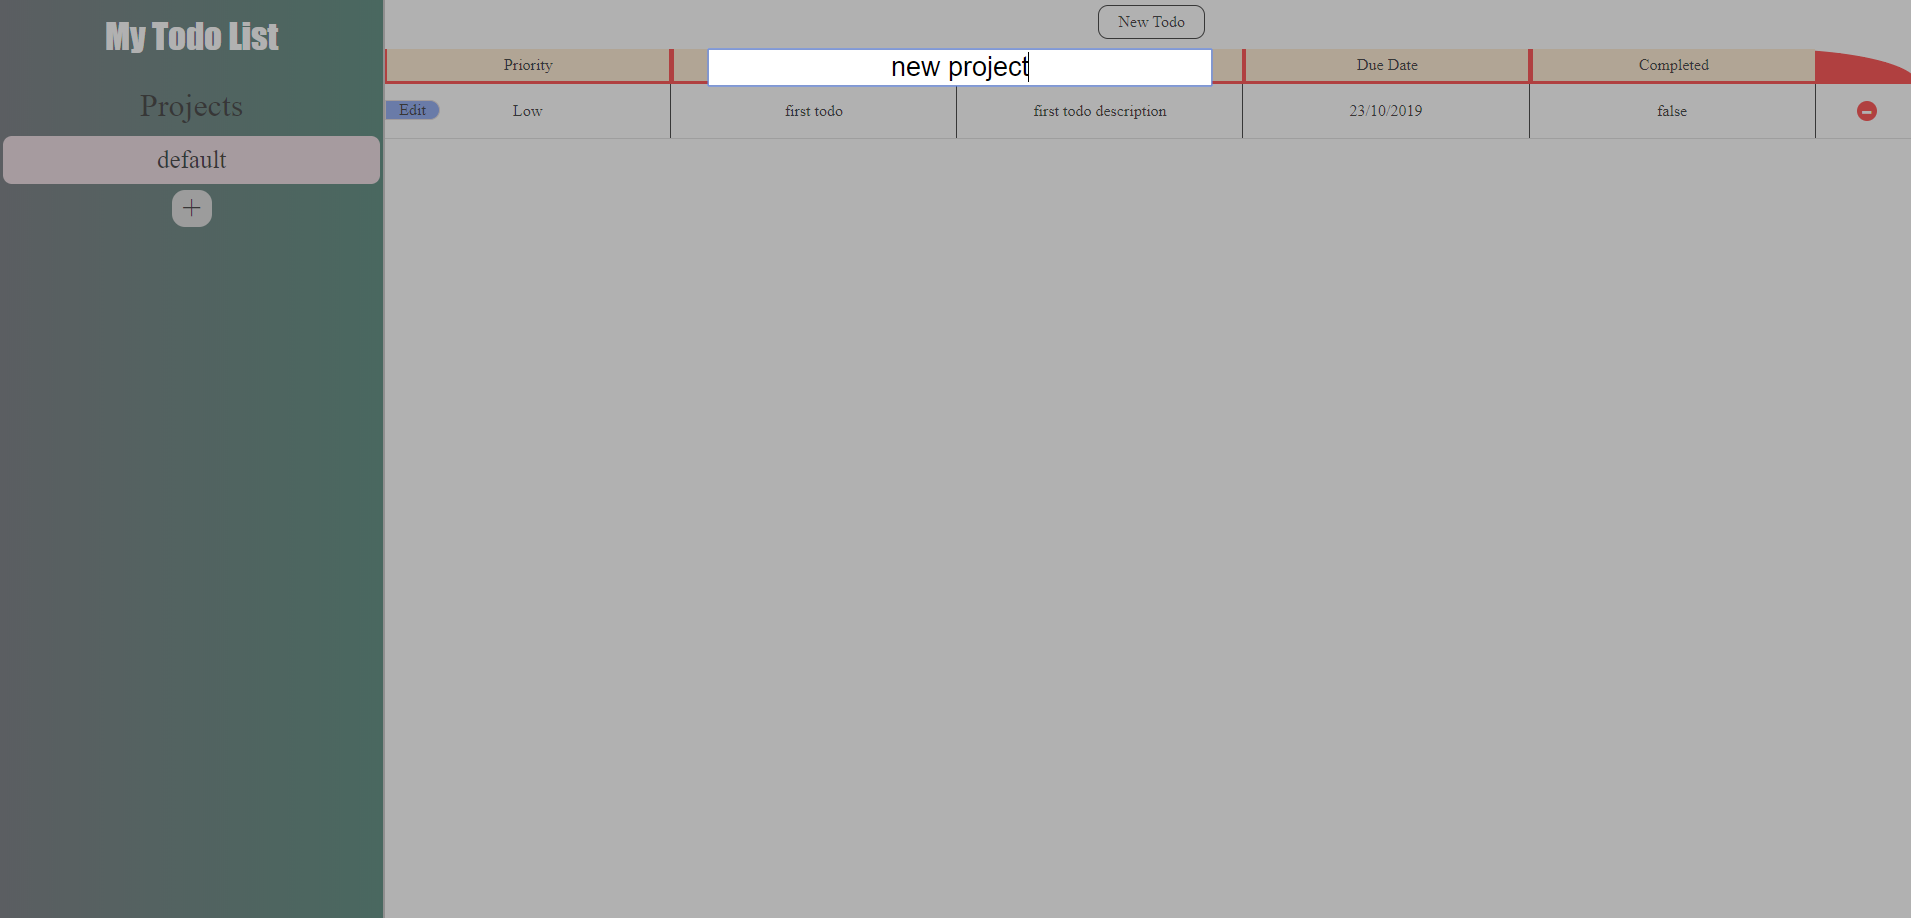 My Todo List
Projects
default
+
New Todo
Priority
new project
Due Date
Completed
Edit
Low
first todo
first todo description
23/10/2019
false